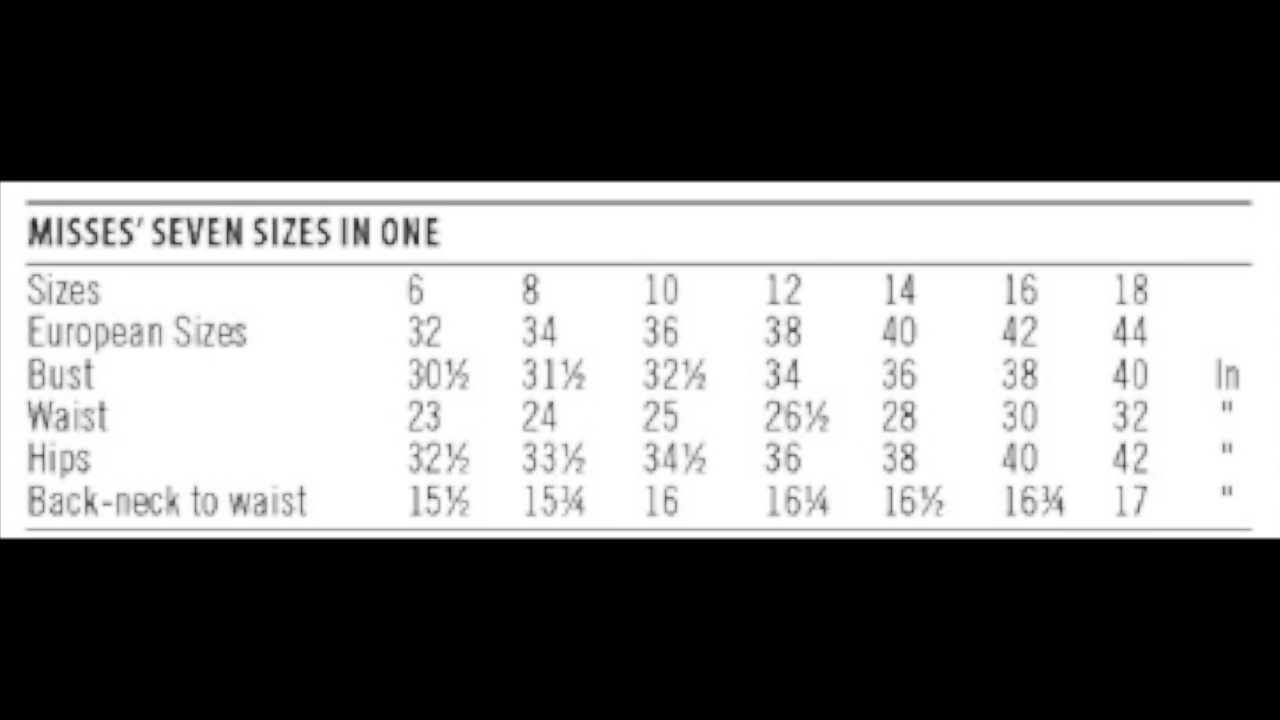 MISSES' SEVEN SIZES IN ONE
Sizes 6 8 10 12 14 16 18
European Sizes 32 34 36 38 40 42 44
Bust 30½ 31½ 32½ 34 36 38 40 In
Waist 23 24 25 26½ 28 30 32 "
Hips 32½ 33½ 34½ 36 38 40 42 "
Back-neck to waist 15½ 15¾ 16 16¼ 16½ 16¾ 17 "